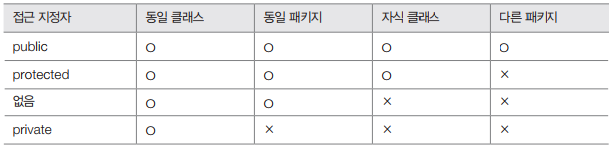 접근 지정자 동일 클래스 동일 패키지 자식 클래스 다른 패키지
public O O O O
protected O O O ×
없음 O O × ×
private O × × ×